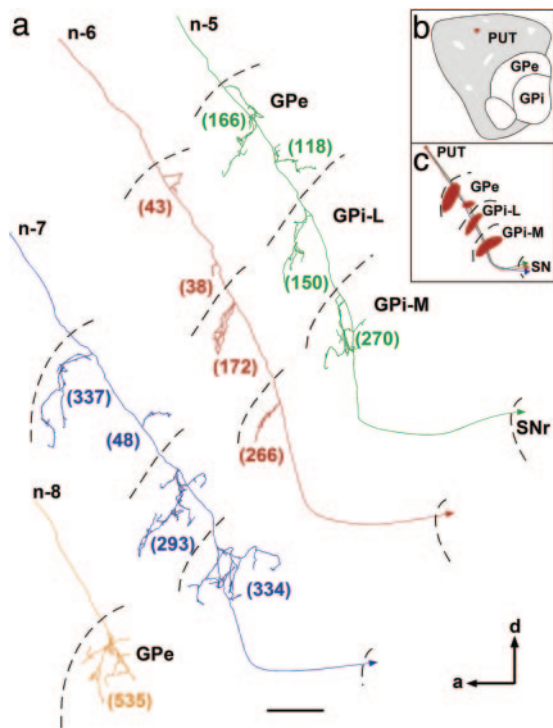 a
n-6
n-5
GPe
(166)
(118)
(43)
GPi-L
n-7
(38)
(150)
GPi-M
(172)
(270)
(337)
(266)
SNr
(48)
n-8
(293)
(334)
GPe
(535)
d
a
b
PUT
GPe
GPi
c
PUT
GPe
GPi-L
GPi-M
SN